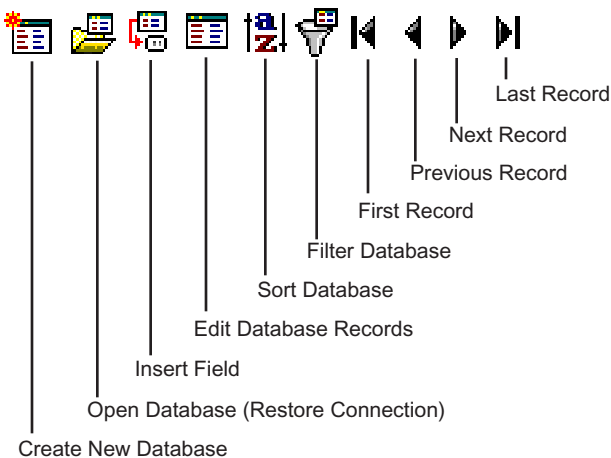 a
z
Last Record
Next Record
Previous Record
First Record
Filter Database
Sort Database
Edit Database Records
Insert Field
Open Database (Restore Connection)
Create New Database